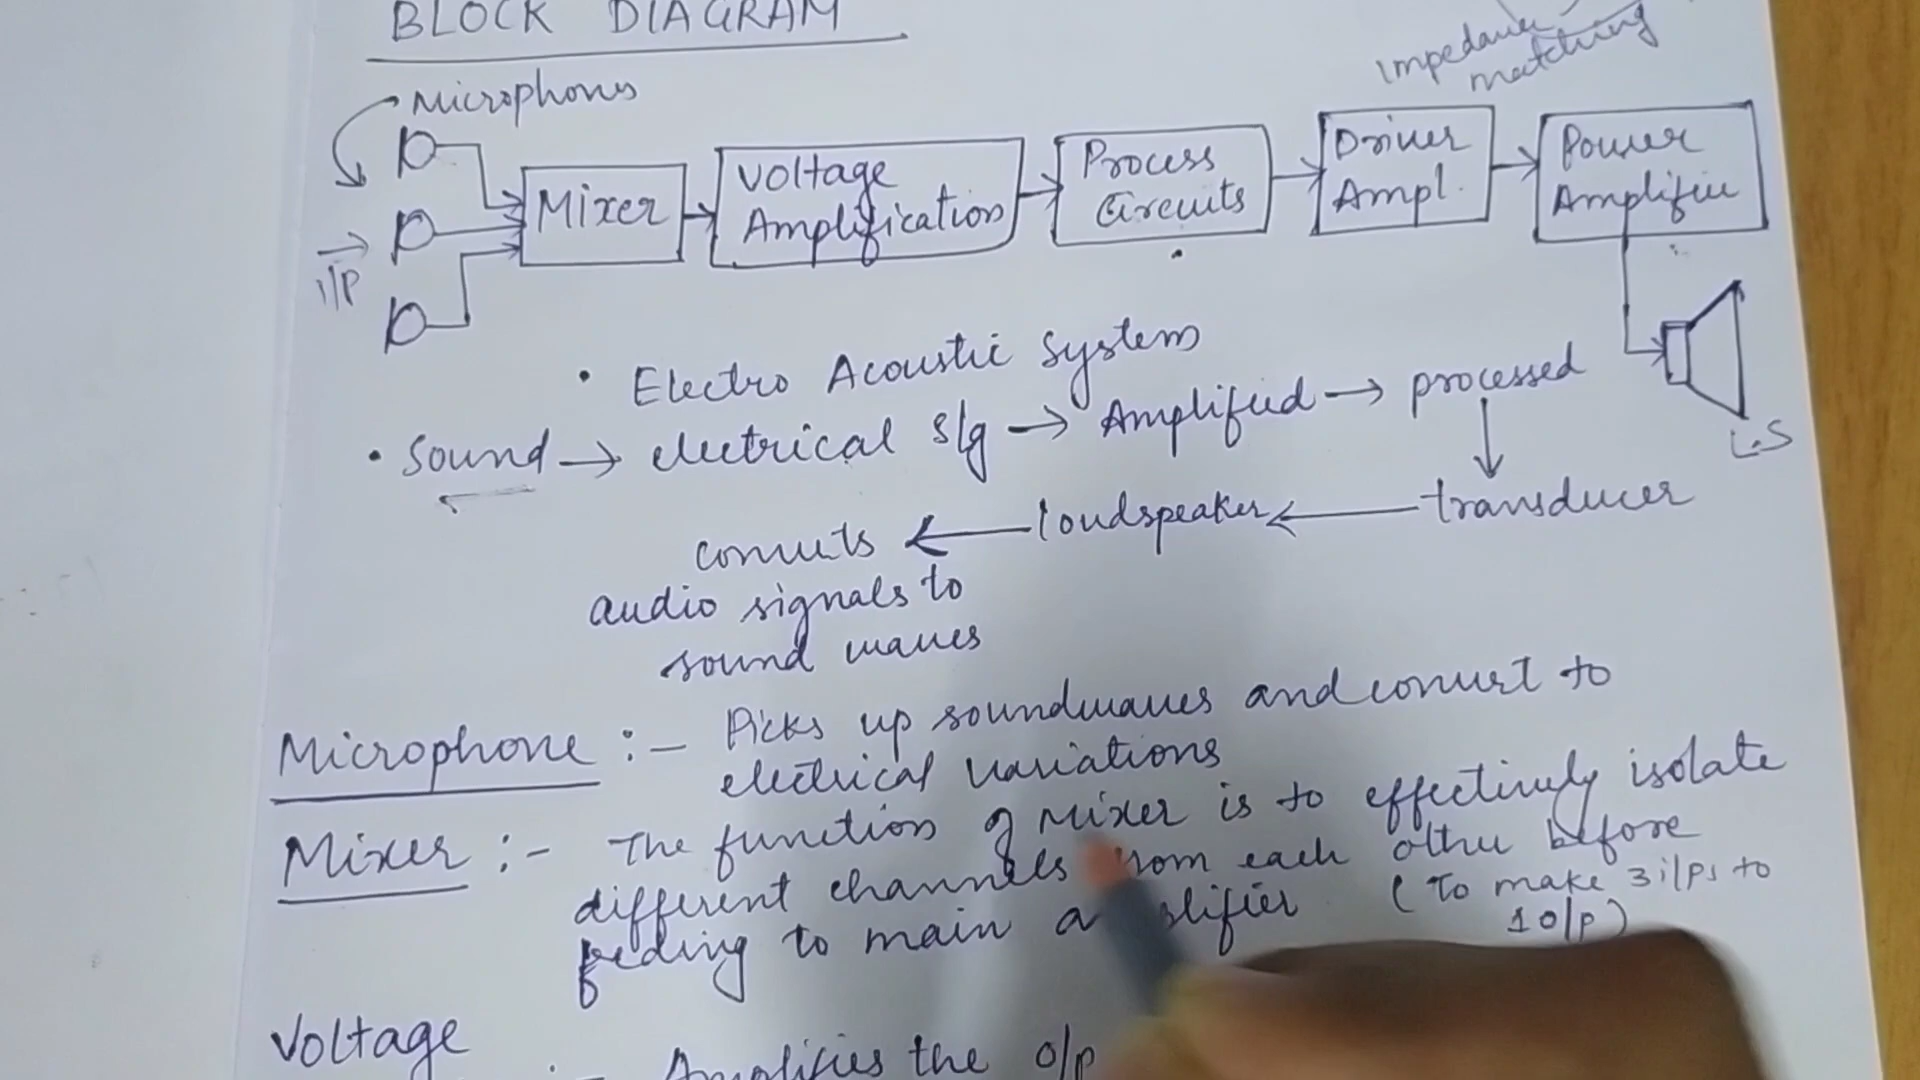 BLOCK DIAGRAM
Impedance
matching
Microphones
i/P
Mixer
Voltage
Amplification
Process
Circuits
Driver
Ampl.
Power
Amplifier
L.S
• Electro Acoustic System
• Sound → electrical s/g → Amplified → processed
↓
converts ← loudspeaker ← transducer
audio signals to
sound waves
Microphone :- Picks up soundwaves and convert to
electrical variations
Mixer :- The function of Mixer is to effectively isolate
different channels from each other before
feding to main amplifier (To make 3 i/ps to
1 o/p)
Voltage
:- Amplifies the o/p